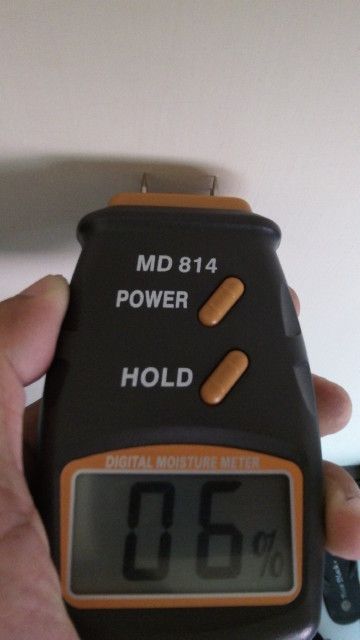 MD 814
POWER
HOLD
DIGITAL MOISTURE METER
06%